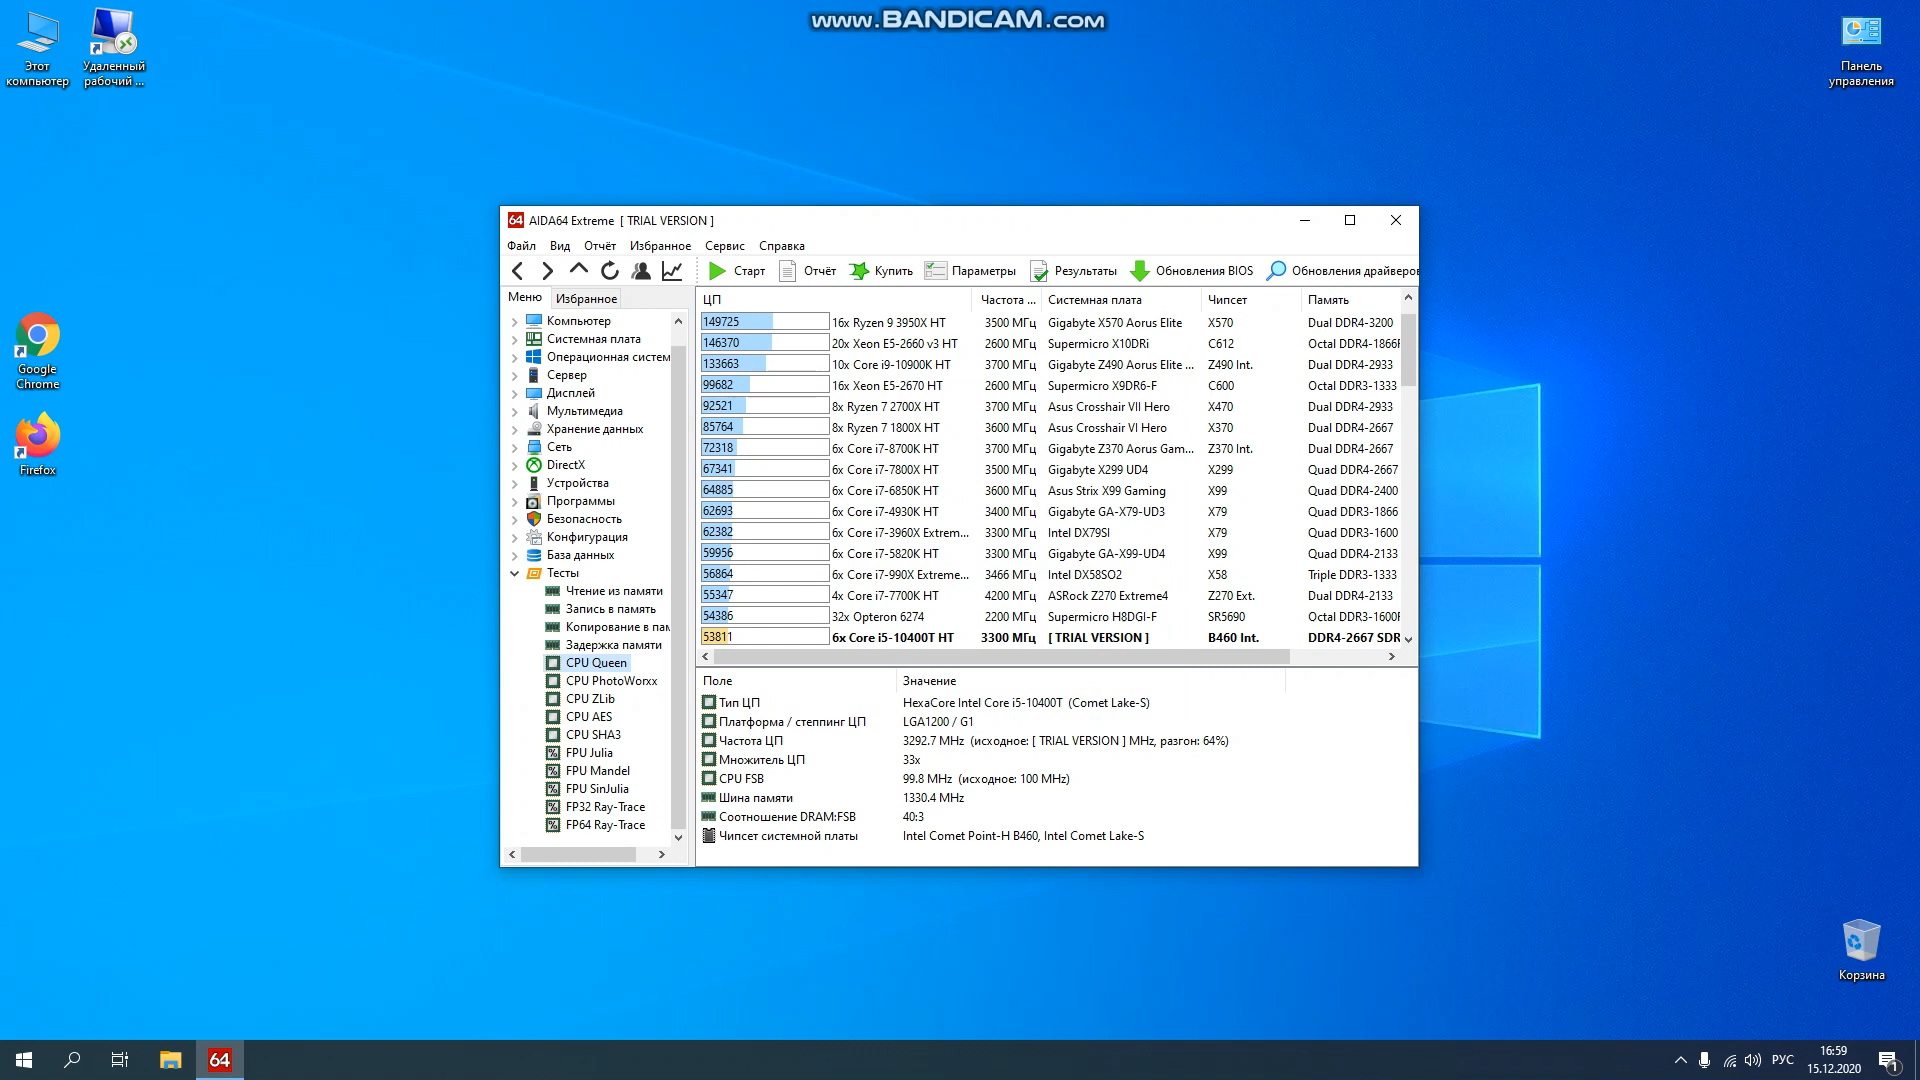 www.BANDICAM.com
Этот компьютер
Удаленный рабочий ...
Панель управления
Google Chrome
Firefox
Корзина
64 AIDA64 Extreme [ TRIAL VERSION ]
Файл Вид Отчёт Избранное Сервис Справка
Старт Отчёт Купить Параметры Результаты Обновления BIOS Обновления драйверов
Меню Избранное
Компьютер
Системная плата
Операционная систем
Сервер
Дисплей
Мультимедиа
Хранение данных
Сеть
DirectX
Устройства
Программы
Безопасность
Конфигурация
База данных
Тесты
Чтение из памяти
Запись в память
Копирование в пам
Задержка памяти
CPU Queen
CPU PhotoWorxx
CPU ZLib
CPU AES
CPU SHA3
FPU Julia
FPU Mandel
FPU SinJulia
FP32 Ray-Trace
FP64 Ray-Trace
ЦП Частота ... Системная плата Чипсет Память
149725 16x Ryzen 9 3950X HT 3500 МГц Gigabyte X570 Aorus Elite X570 Dual DDR4-3200
146370 20x Xeon E5-2660 v3 HT 2600 МГц Supermicro X10DRi C612 Octal DDR4-1866R
133663 10x Core i9-10900K HT 3700 МГц Gigabyte Z490 Aorus Elite ... Z490 Int. Dual DDR4-2933
99682 16x Xeon E5-2670 HT 2600 МГц Supermicro X9DR6-F C600 Octal DDR3-1333
92521 8x Ryzen 7 2700X HT 3700 МГц Asus Crosshair VII Hero X470 Dual DDR4-2933
85764 8x Ryzen 7 1800X HT 3600 МГц Asus Crosshair VI Hero X370 Dual DDR4-2667
72318 6x Core i7-8700K HT 3700 МГц Gigabyte Z370 Aorus Gam... Z370 Int. Dual DDR4-2667
67341 6x Core i7-7800X HT 3500 МГц Gigabyte X299 UD4 X299 Quad DDR4-2667
64885 6x Core i7-6850K HT 3600 МГц Asus Strix X99 Gaming X99 Quad DDR4-2400
62693 6x Core i7-4930K HT 3400 МГц Gigabyte GA-X79-UD3 X79 Quad DDR3-1866
62382 6x Core i7-3960X Extrem... 3300 МГц Intel DX79SI X79 Quad DDR3-1600
59956 6x Core i7-5820K HT 3300 МГц Gigabyte GA-X99-UD4 X99 Quad DDR4-2133
56864 6x Core i7-990X Extreme... 3466 МГц Intel DX58SO2 X58 Triple DDR3-1333
55347 4x Core i7-7700K HT 4200 МГц ASRock Z270 Extreme4 Z270 Ext. Dual DDR4-2133
54386 32x Opteron 6274 2200 МГц Supermicro H8DGI-F SR5690 Octal DDR3-1600R
53811 6x Core i5-10400T HT 3300 МГц [ TRIAL VERSION ] B460 Int. DDR4-2667 SDR
Поле Значение
Тип ЦП HexaCore Intel Core i5-10400T (Comet Lake-S)
Платформа / степпинг ЦП LGA1200 / G1
Частота ЦП 3292.7 MHz (исходное: [ TRIAL VERSION ] MHz, разгон: 64%)
Множитель ЦП 33x
CPU FSB 99.8 MHz (исходное: 100 MHz)
Шина памяти 1330.4 MHz
Соотношение DRAM:FSB 40:3
Чипсет системной платы Intel Comet Point-H B460, Intel Comet Lake-S
64
РУС
16:59
15.12.2020
1